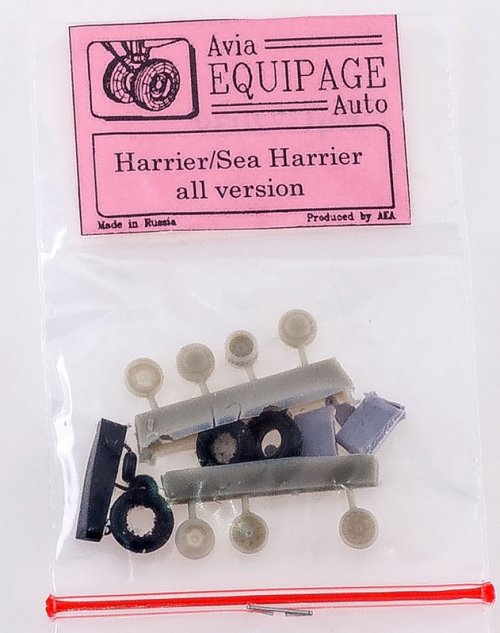 Avia
EQUIPAGE
Auto
Harrier/Sea Harrier
all version
Made in Russia
Produced by AEA